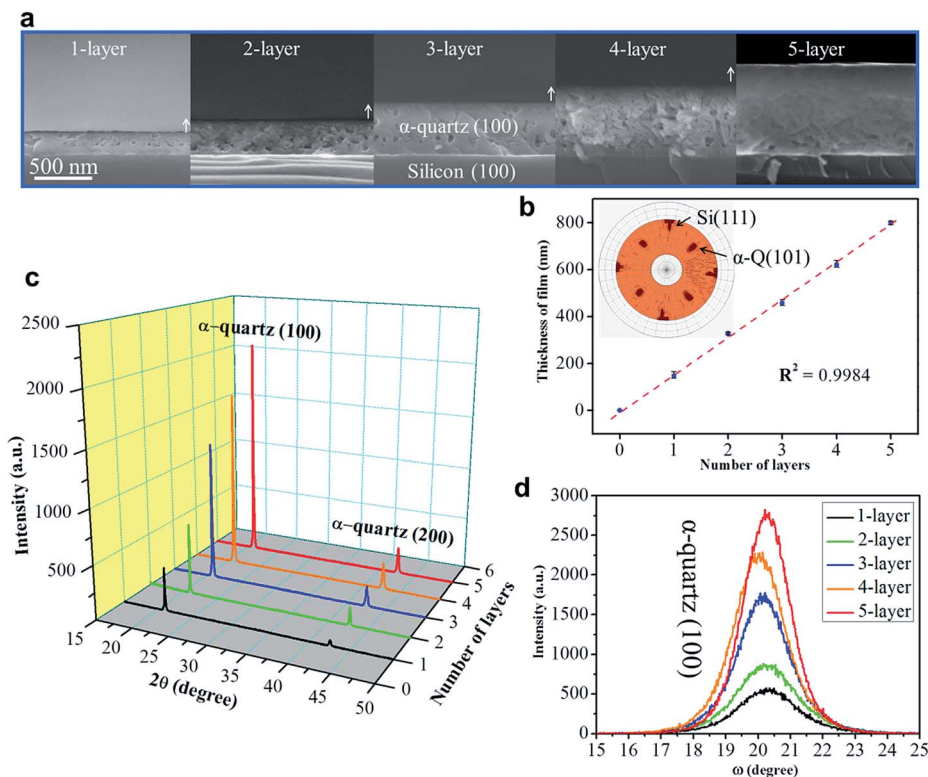 a
1-layer
2-layer
3-layer
4-layer
5-layer
α-quartz (100)
500 nm
Silicon (100)
b
Thickness of film (nm)
800
600
400
200
0
Si(111)
α-Q(101)
R² = 0.9984
0 1 2 3 4 5
Number of layers
c
Intensity (a.u.)
2500
2000
1500
1000
500
α–quartz (100)
α–quartz (200)
15 20 25 30 35 40 45 50
2θ (degree)
0 1 2 3 4 5 6
Number of layers
d
Intensity (a.u.)
3000
2500
2000
1500
1000
500
0
α-quartz (100)
1-layer
2-layer
3-layer
4-layer
5-layer
15 16 17 18 19 20 21 22 23 24 25
ω (degree)